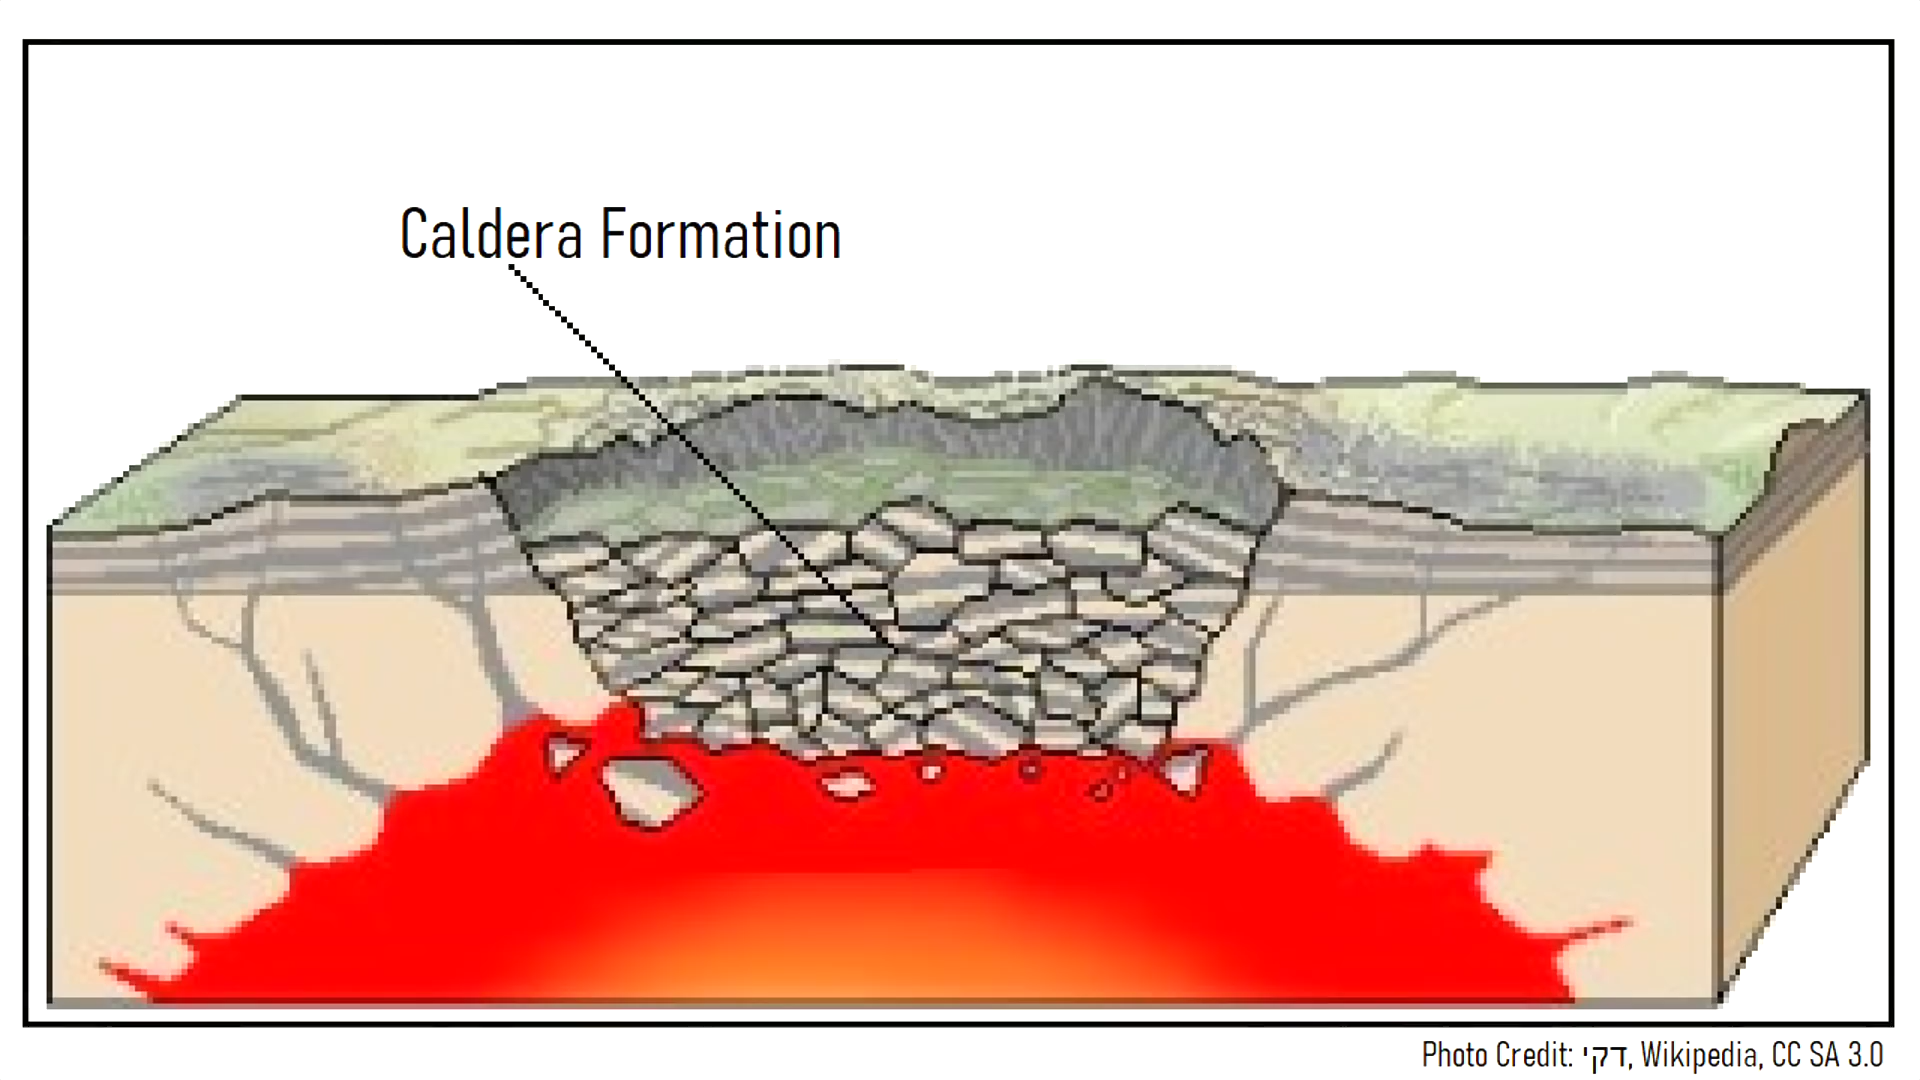 Caldera Formation
Photo Credit: דקי, Wikipedia, CC SA 3.0